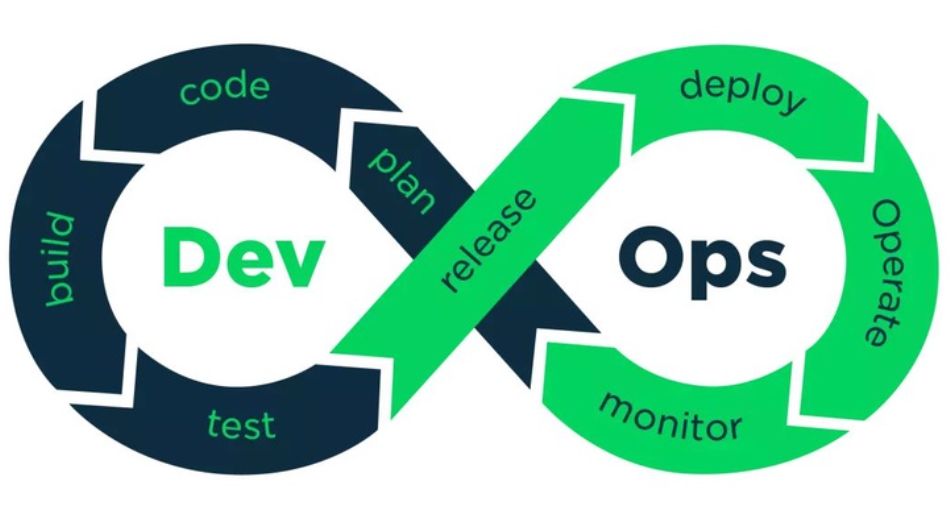 code
deploy
plan
release
build
Dev
Ops
Operate
test
monitor